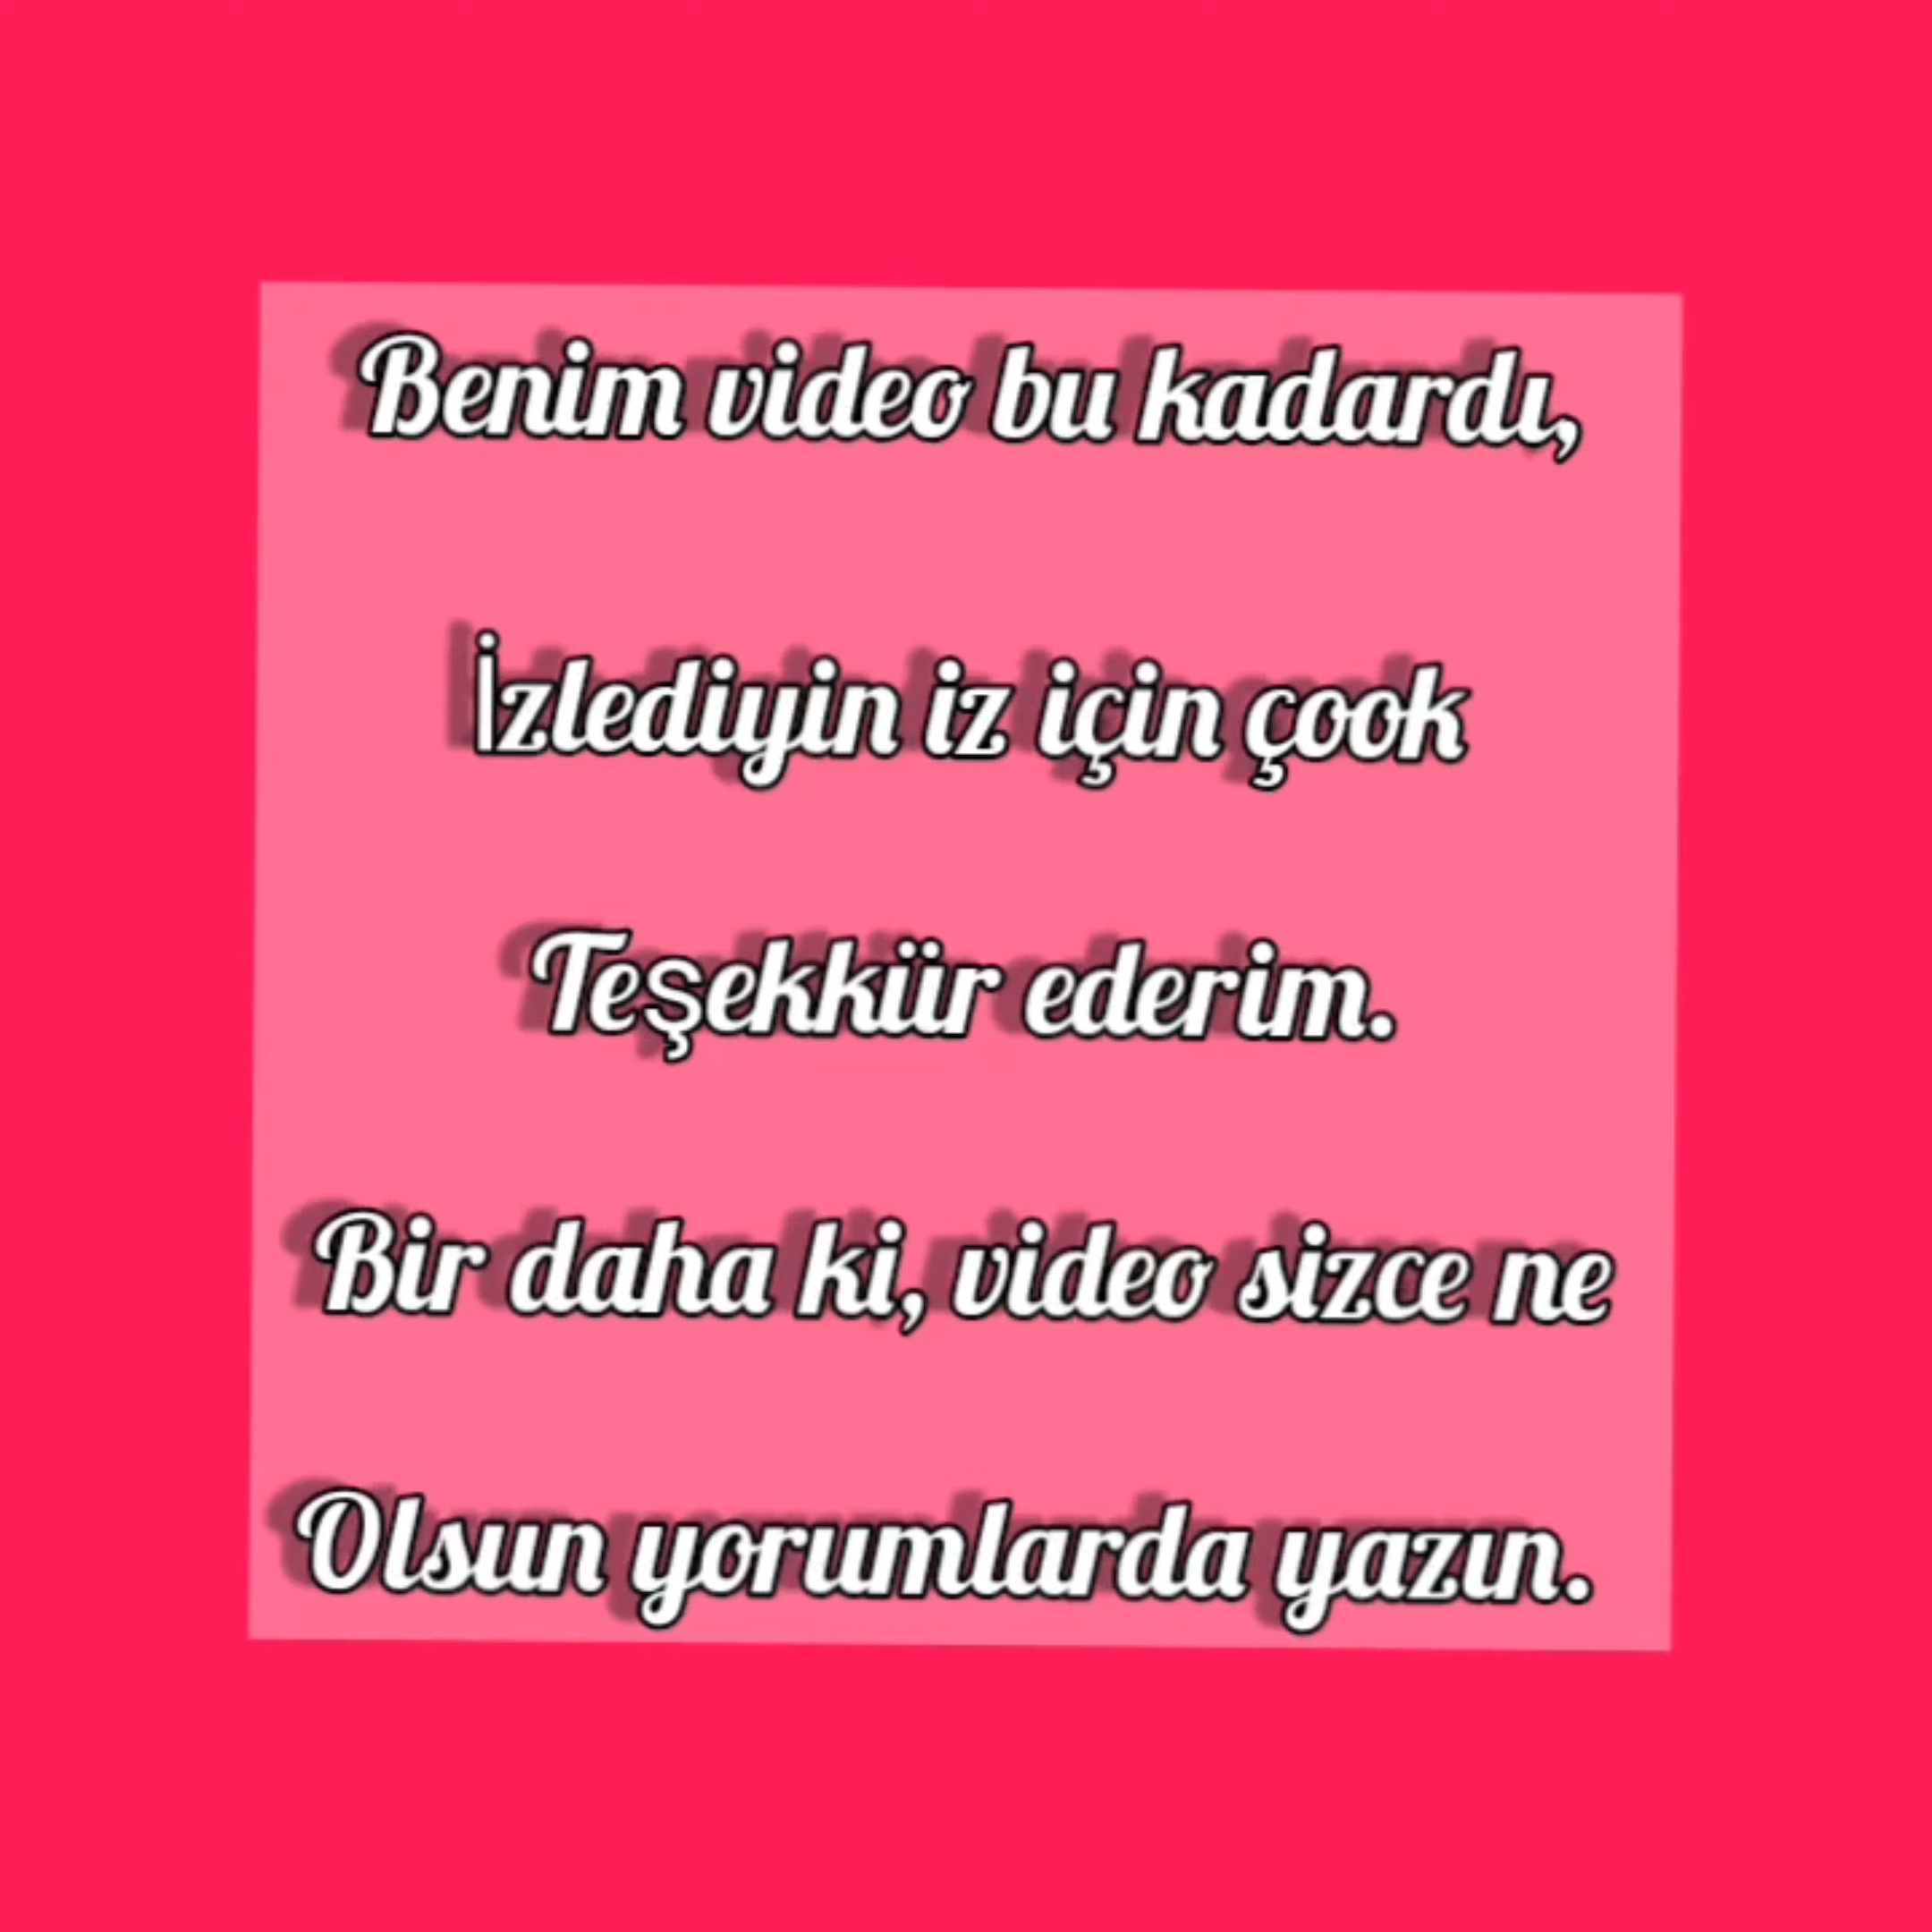 Benim video bu kadardı,
İzlediyin iz için çook
Teşekkür ederim.
Bir daha ki, video sizce ne
Olsun yorumlarda yazın.